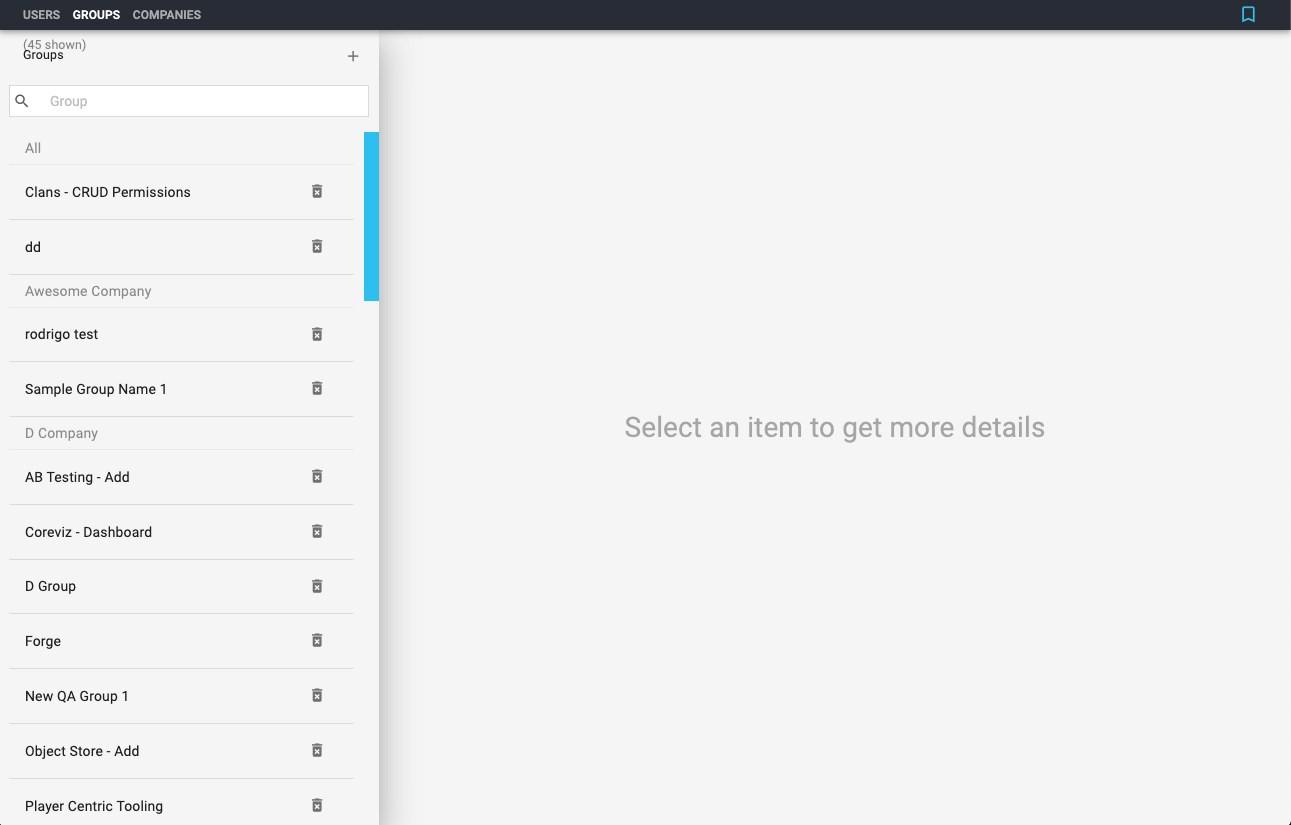 USERS GROUPS COMPANIES
(45 shown)
Groups
Group
All
Clans - CRUD Permissions
dd
Awesome Company
rodrigo test
Sample Group Name 1
D Company
AB Testing - Add
Coreviz - Dashboard
D Group
Forge
New QA Group 1
Object Store - Add
Player Centric Tooling
Select an item to get more details